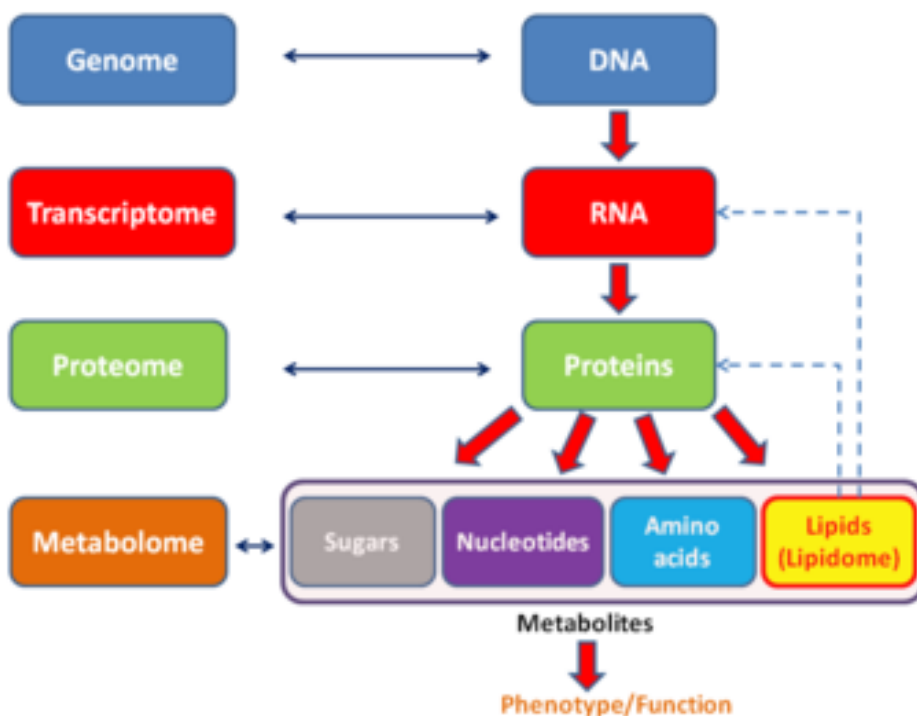 Genome
DNA
Transcriptome
RNA
Proteome
Proteins
Metabolome
Sugars
Nucleotides
Amino
acids
Lipids
(Lipidome)
Metabolites
Phenotype/Function